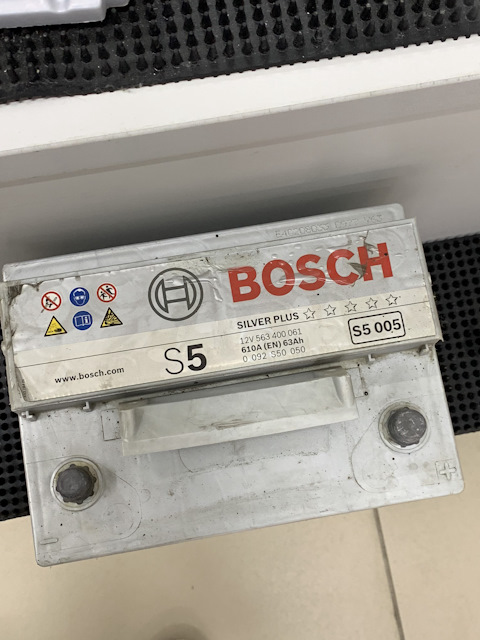 BOSCH
SILVER PLUS
12V 563 400 061
S5
610A (EN) 63Ah
S5 005
0 092 S50 050
www.bosch.com